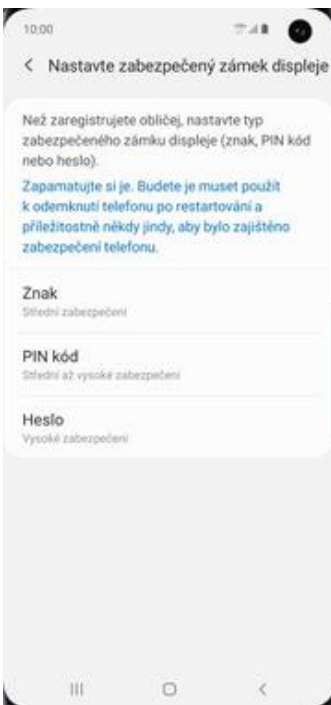 10:00
Nastavte zabezpečený zámek displeje
Než zaregistrujete obličej, nastavte typ
zabezpečeného zámku displeje (znak, PIN kód
nebo heslo).
Zapamatujte si je. Budete je muset použít
k odemknutí telefonu po restartování a
příležitostně někdy jindy, aby bylo zajištěno
zabezpečení telefonu.
Znak
Střední zabezpečení
PIN kód
Střední až vysoké zabezpečení
Heslo
Vysoké zabezpečení